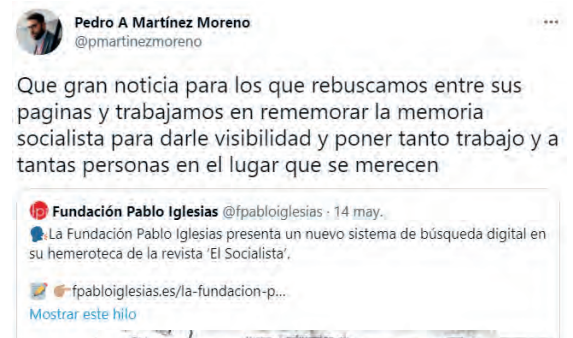 Pedro A Martínez Moreno
@pmartinezmoreno
Que gran noticia para los que rebuscamos entre sus
paginas y trabajamos en rememorar la memoria
socialista para darle visibilidad y poner tanto trabajo y a
tantas personas en el lugar que se merecen
Fundación Pablo Iglesias @fpabloiglesias · 14 may.
La Fundación Pablo Iglesias presenta un nuevo sistema de búsqueda digital en
su hemeroteca de la revista ‘El Socialista’.
fpabloiglesias.es/la-fundacion-p...
Mostrar este hilo